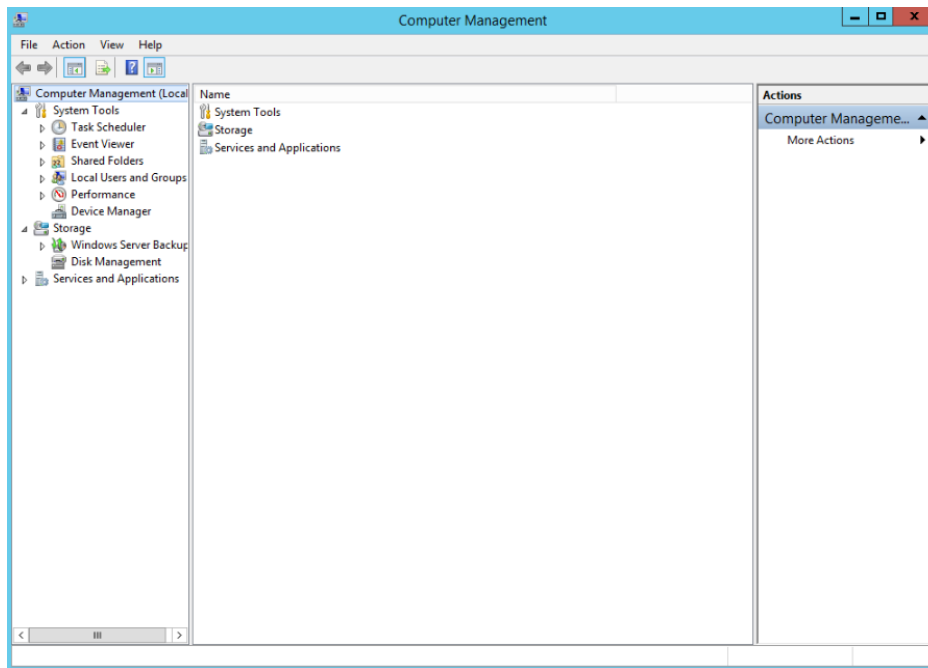 Computer Management
File Action View Help
Computer Management (Local
System Tools
Task Scheduler
Event Viewer
Shared Folders
Local Users and Groups
Performance
Device Manager
Storage
Windows Server Backup
Disk Management
Services and Applications
Name
System Tools
Storage
Services and Applications
Actions
Computer Manageme...
More Actions